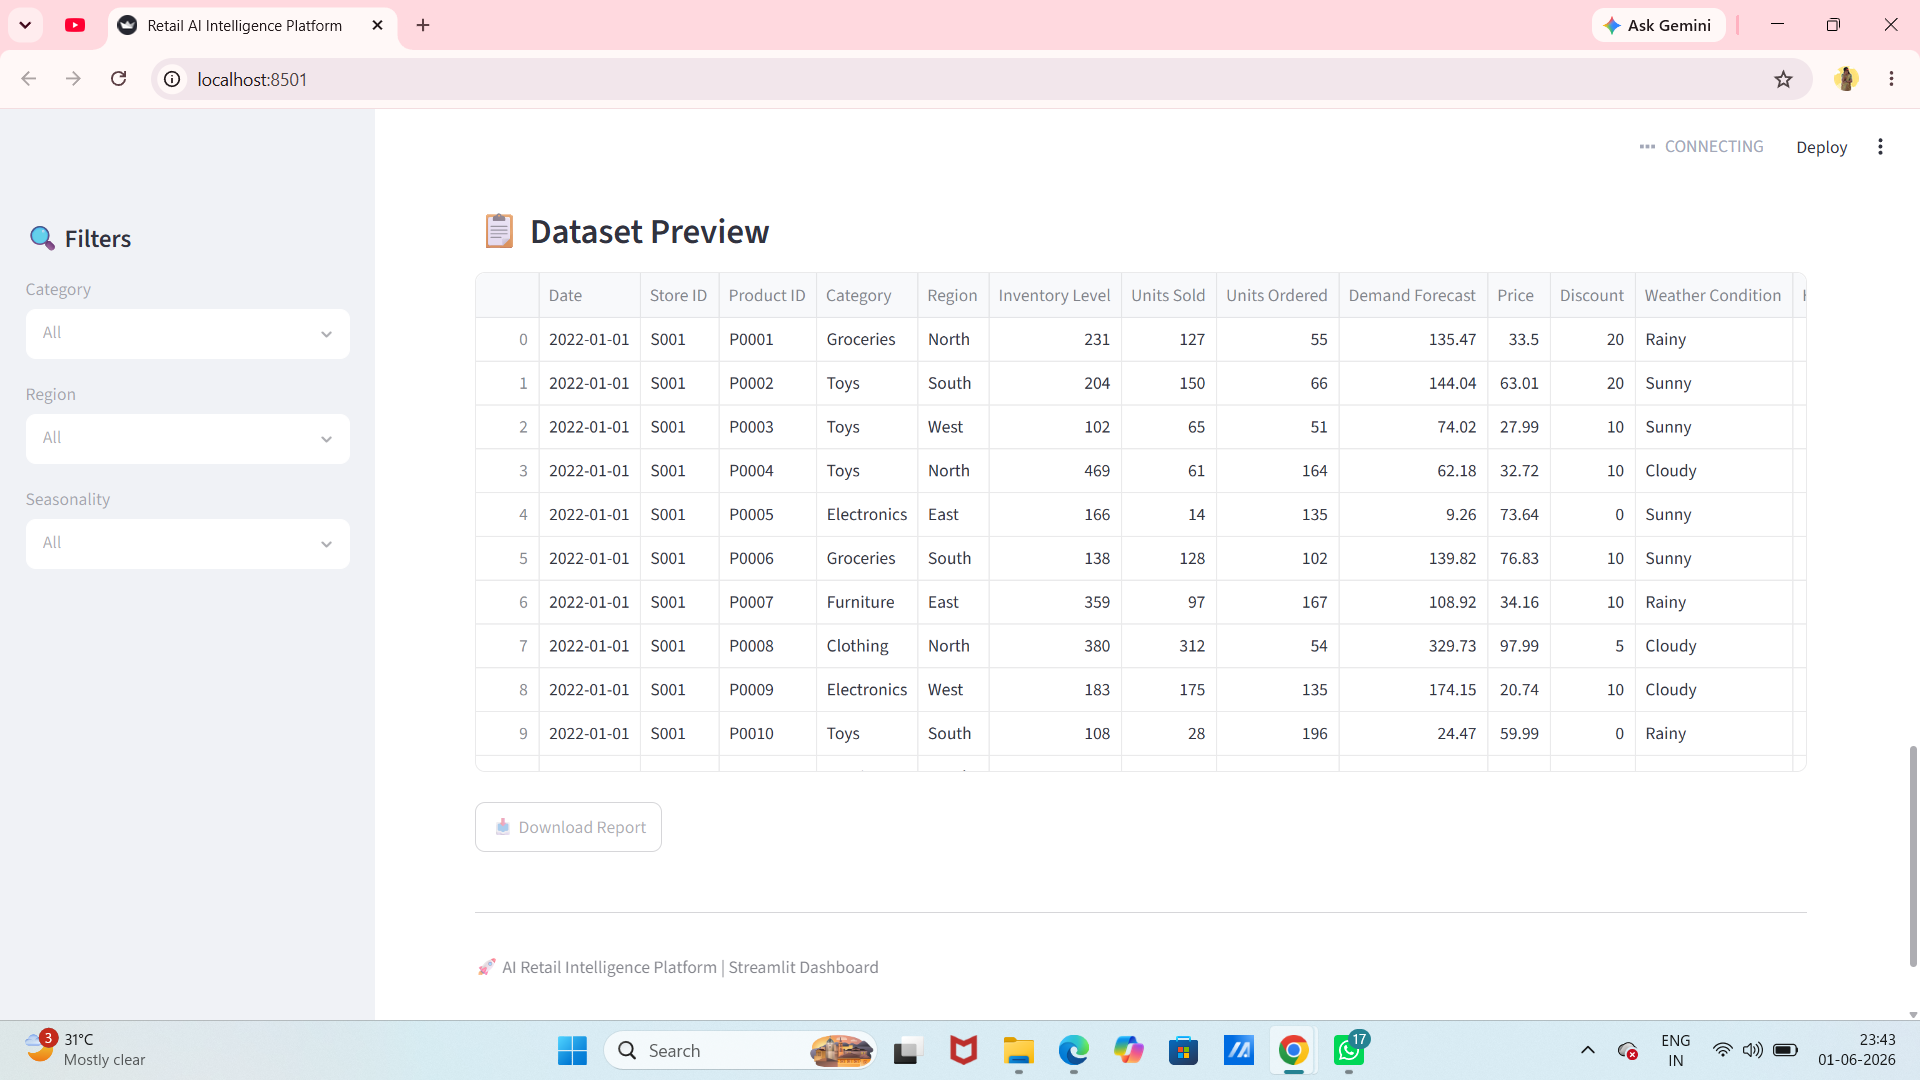 Retail AI Intelligence Platform
Ask Gemini
localhost:8501
CONNECTING
Deploy
Filters
Category
All
Region
All
Seasonality
All
Dataset Preview
Date Store ID Product ID Category Region Inventory Level Units Sold Units Ordered Demand Forecast Price Discount Weather Condition
0 2022-01-01 S001 P0001 Groceries North 231 127 55 135.47 33.5 20 Rainy
1 2022-01-01 S001 P0002 Toys South 204 150 66 144.04 63.01 20 Sunny
2 2022-01-01 S001 P0003 Toys West 102 65 51 74.02 27.99 10 Sunny
3 2022-01-01 S001 P0004 Toys North 469 61 164 62.18 32.72 10 Cloudy
4 2022-01-01 S001 P0005 Electronics East 166 14 135 9.26 73.64 0 Sunny
5 2022-01-01 S001 P0006 Groceries South 138 128 102 139.82 76.83 10 Sunny
6 2022-01-01 S001 P0007 Furniture East 359 97 167 108.92 34.16 10 Rainy
7 2022-01-01 S001 P0008 Clothing North 380 312 54 329.73 97.99 5 Cloudy
8 2022-01-01 S001 P0009 Electronics West 183 175 135 174.15 20.74 10 Cloudy
9 2022-01-01 S001 P0010 Toys South 108 28 196 24.47 59.99 0 Rainy
Download Report
AI Retail Intelligence Platform | Streamlit Dashboard
3
31°C
Mostly clear
Search
17
ENG
IN
23:43
01-06-2026